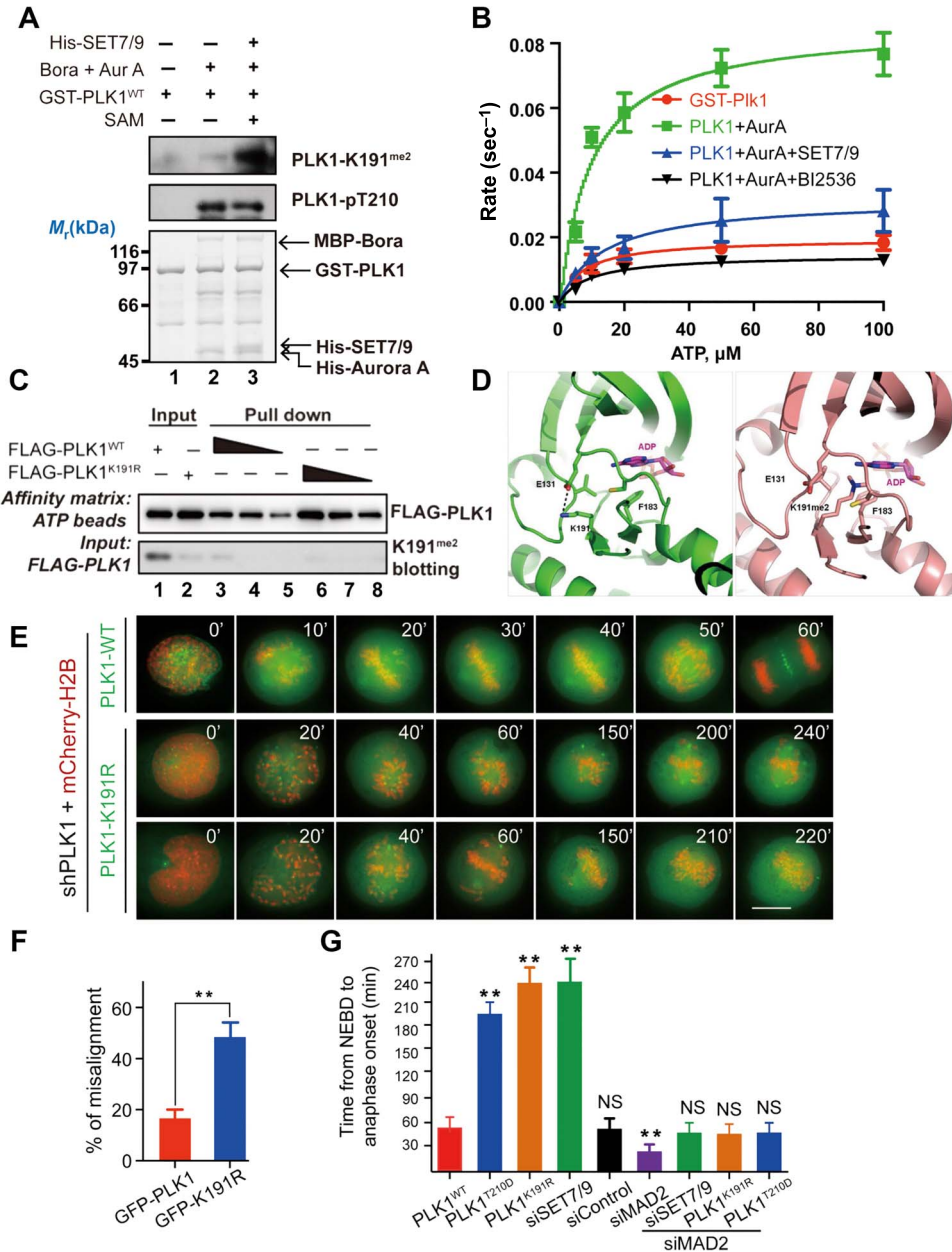 A
His-SET7/9 – – +
Bora + Aur A – + +
GST-PLK1WT + + +
SAM – – +
PLK1-K191me2
PLK1-pT210
Mr(kDa)
MBP-Bora
116
97
GST-PLK1
66
His-SET7/9
45
His-Aurora A
1 2 3
B
Rate (sec−1)
0.08
0.06
0.04
0.02
0.00
GST-Plk1
PLK1+AurA
PLK1+AurA+SET7/9
PLK1+AurA+BI2536
0 20 40 60 80 100
ATP, µM
C
Input Pull down
FLAG-PLK1WT + – – – –
FLAG-PLK1K191R – + – – –
Affinity matrix:
ATP beads
FLAG-PLK1
Input:
FLAG-PLK1
K191me2
blotting
1 2 3 4 5 6 7 8
D
ADP
E131
K191
F183
ADP
E131
K191me2
F183
E
shPLK1 + mCherry-H2B
PLK1-WT
0' 10' 20' 30' 40' 50' 60'
PLK1-K191R
0' 20' 40' 60' 150' 200' 240'
0' 20' 40' 60' 150' 210' 220'
F
% of misalignment
60
40
20
0
**
GFP-PLK1
GFP-K191R
G
Time from NEBD to
anaphase onset (min)
270
240
210
180
150
120
90
60
30
** ** ** NS ** NS NS NS
PLK1WT
PLK1T210D
PLK1K191R
siSET7/9
siControl
siMAD2
siSET7/9
PLK1K191R
PLK1T210D
siMAD2